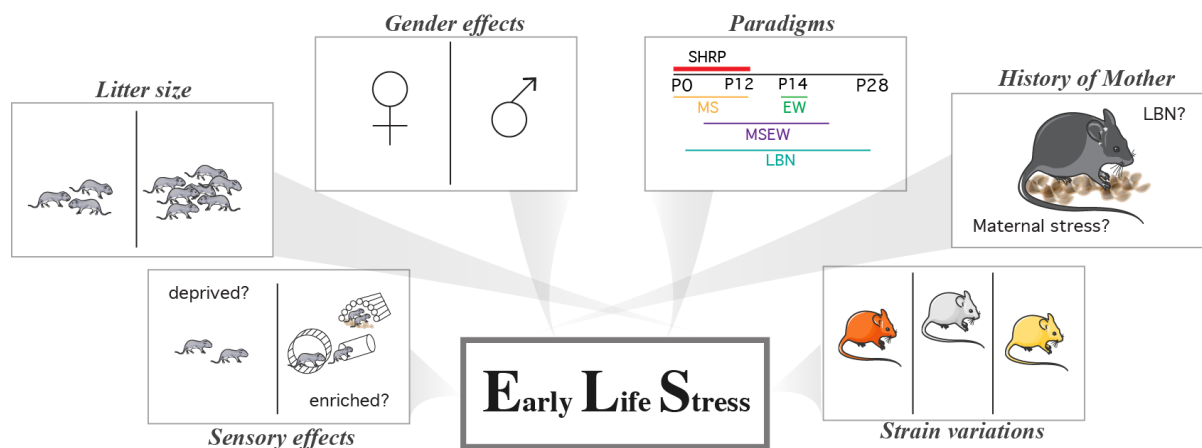 Gender effects
Paradigms
Litter size
History of Mother
SHRP
P0
P12
P14
P28
MS
EW
MSEW
LBN
LBN?
Maternal stress?
deprived?
enriched?
Sensory effects
Early Life Stress
Strain variations